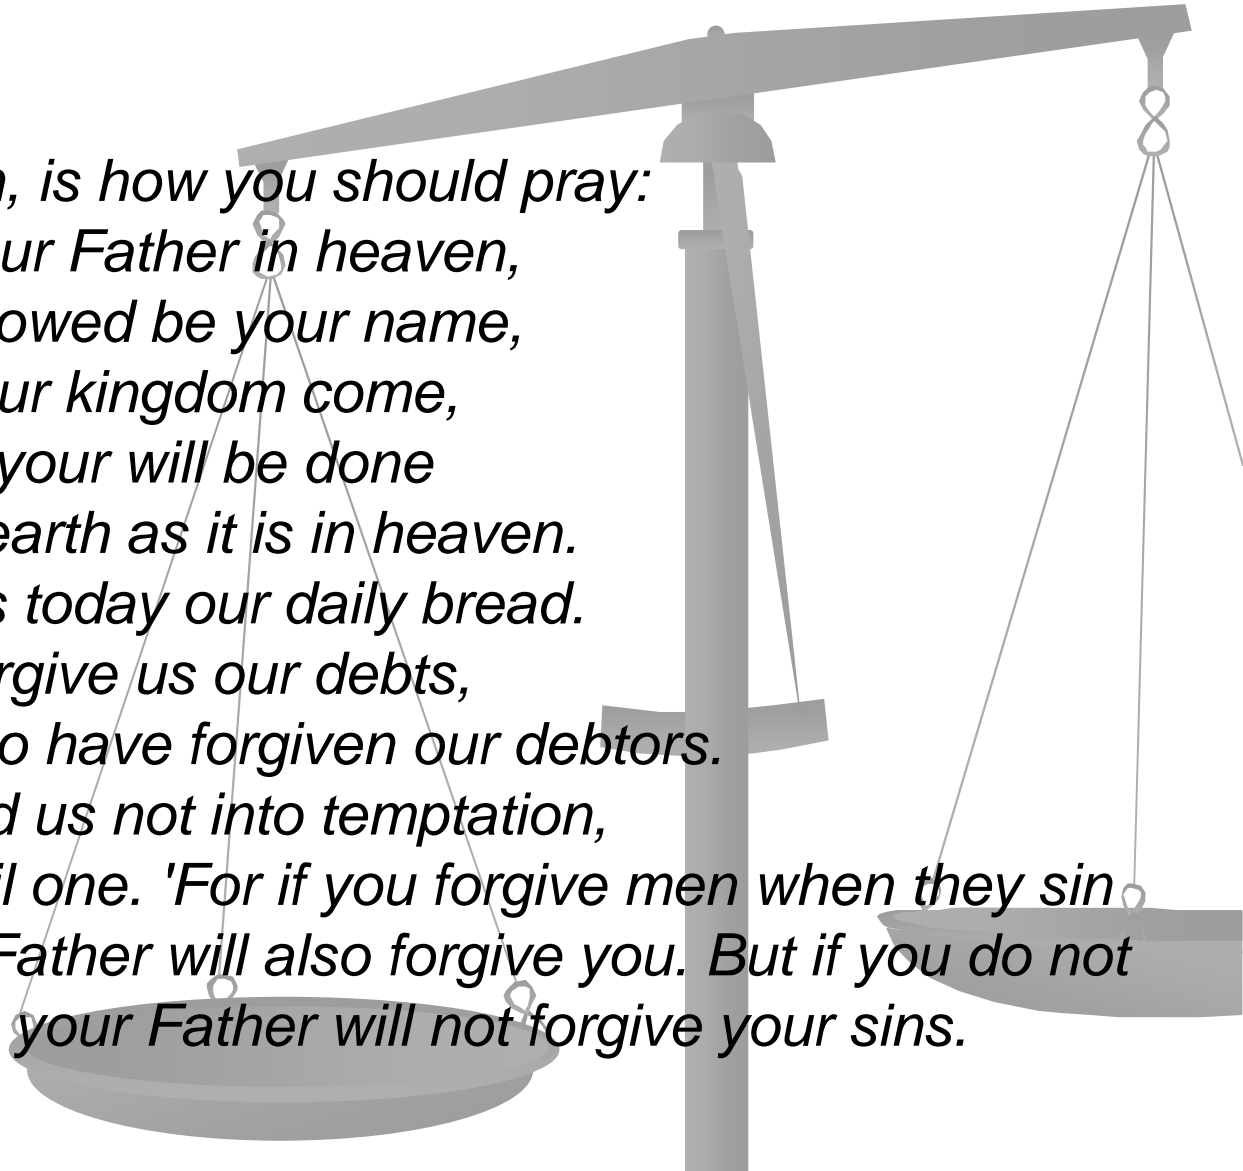 , is how you should pray:
ur Father in heaven,
owed be your name,
ur kingdom come,
your will be done
earth as it is in heaven.
s today our daily bread.
rgive us our debts,
o have forgiven our debtors.
d us not into temptation,
il one. 'For if you forgive men when they sin
Father will also forgive you. But if you do not
your Father will not forgive your sins.